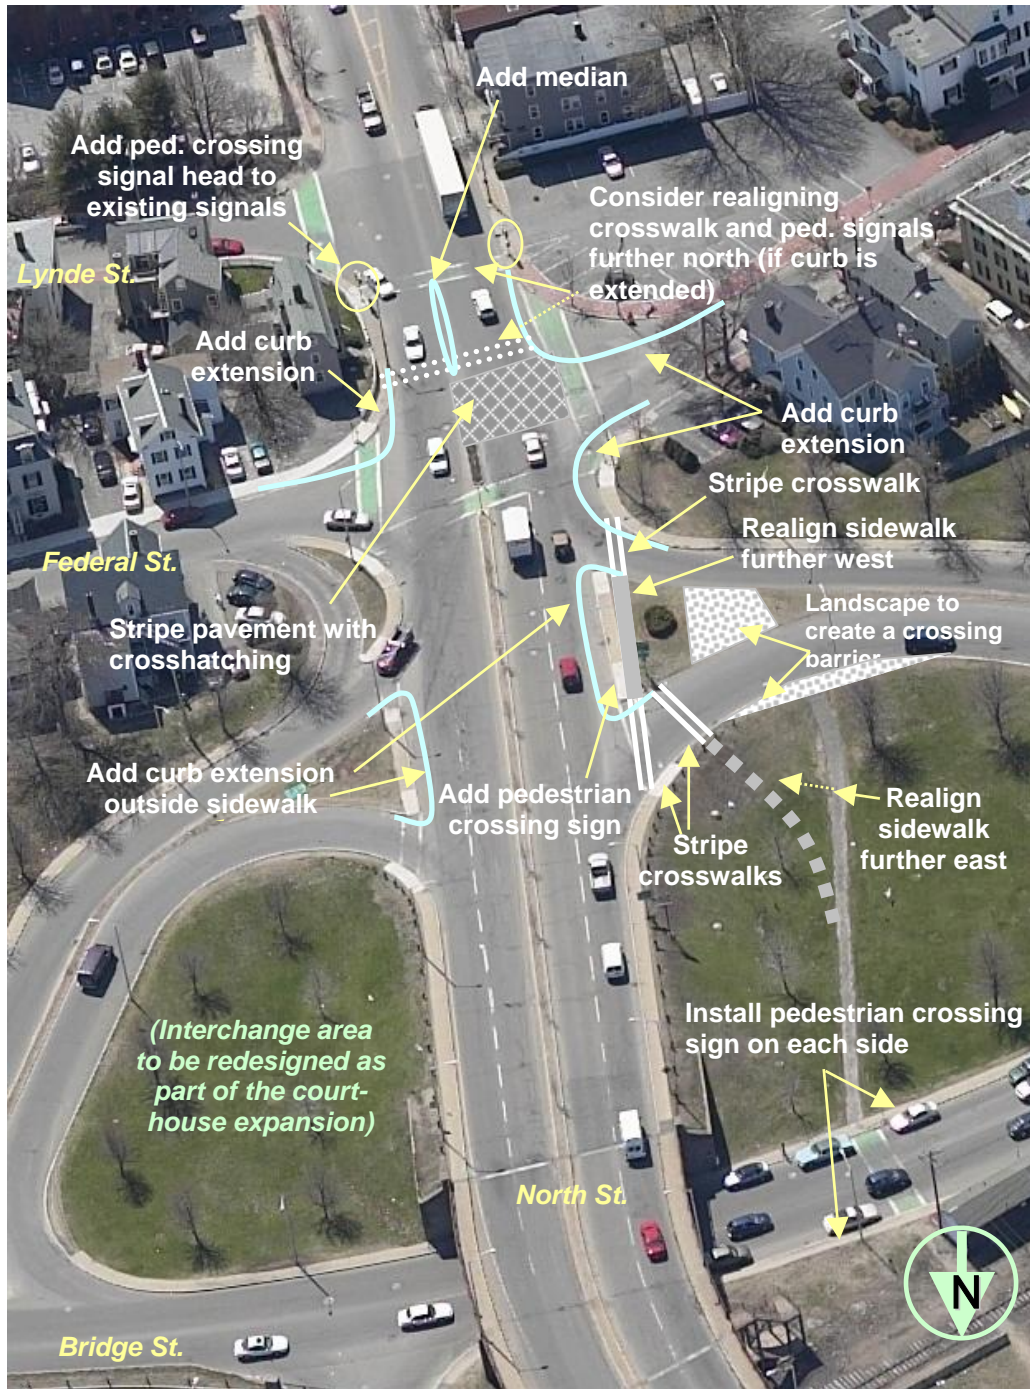 Add median
Add ped. crossing
signal head to
existing signals
Consider realigning
crosswalk and ped. signals
further north (if curb is
extended)
Lynde St.
Add curb
extension
Add curb
extension
Stripe crosswalk
Realign sidewalk
further west
Federal St.
Landscape to
create a crossing
barrier
Stripe pavement with
crosshatching
Add curb extension
outside sidewalk
Add pedestrian
crossing sign
Stripe
crosswalks
Realign
sidewalk
further east
Install pedestrian crossing
sign on each side
(Interchange area
to be redesigned as
part of the court-
house expansion)
North St.
N
Bridge St.